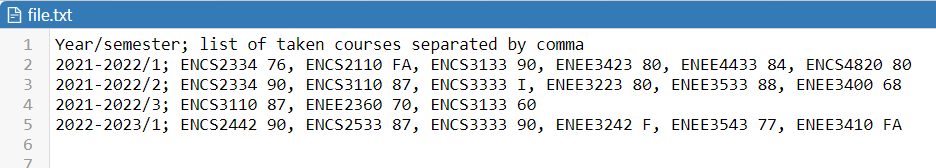 file.txt
1 Year/semester; list of taken courses separated by comma
2 2021-2022/1; ENCS2334 76, ENCS2110 FA, ENCS3133 90, ENEE3423 80, ENEE4433 84, ENCS4820 80
3 2021-2022/2; ENCS2334 90, ENCS3110 87, ENCS3333 I, ENEE3223 80, ENEE3533 88, ENEE3400 68
4 2021-2022/3; ENCS3110 87, ENEE2360 70, ENCS3133 60
5 2022-2023/1; ENCS2442 90, ENCS2533 87, ENCS3333 90, ENEE3242 F, ENEE3543 77, ENEE3410 FA
6
7